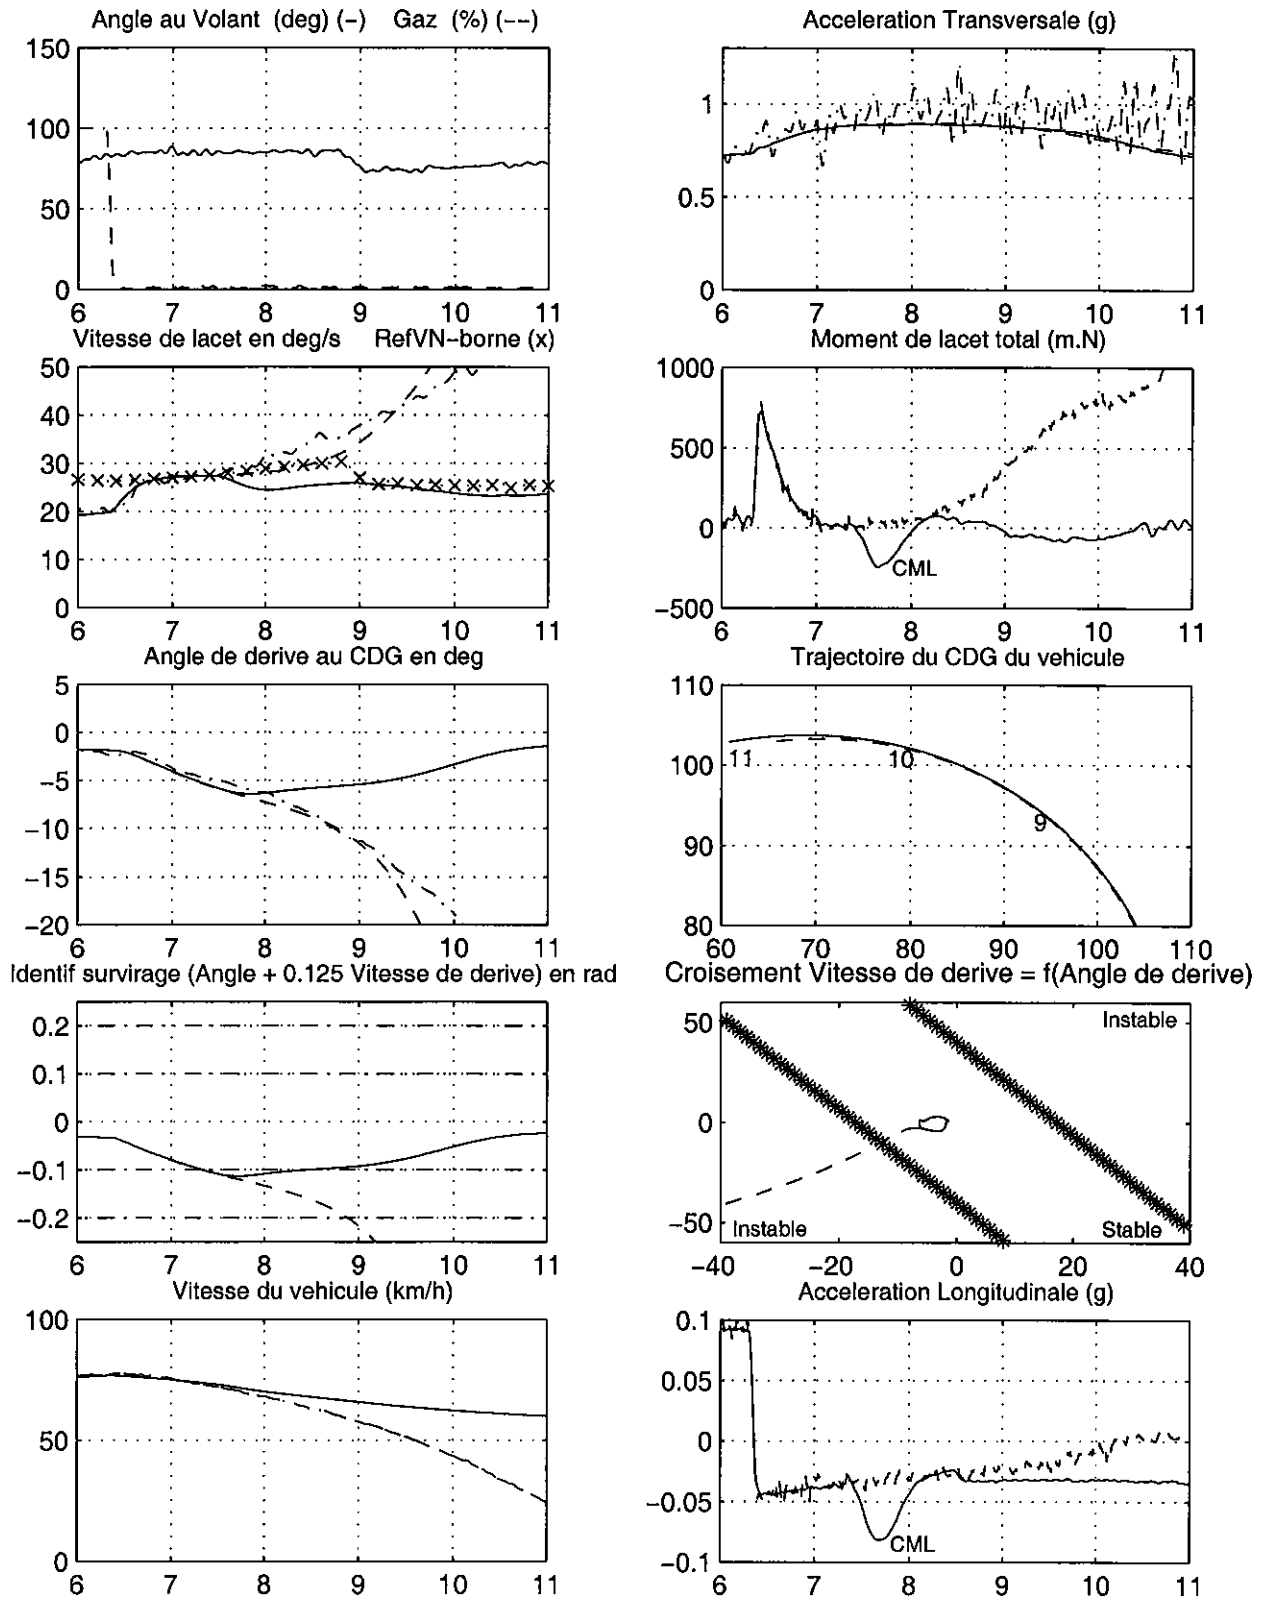 Angle au Volant (deg) (-) Gaz (%) (--)
150
100
50
0
6 7 8 9 10 11
Acceleration Transversale (g)
1
0.5
0
6 7 8 9 10 11
Vitesse de lacet en deg/s RefVN-borne (x)
50
40
30
20
10
0
6 7 8 9 10 11
Moment de lacet total (m.N)
1000
500
0
-500
CML
6 7 8 9 10 11
Angle de derive au CDG en deg
5
0
-5
-10
-15
-20
6 7 8 9 10 11
Trajectoire du CDG du vehicule
110
100
90
80
11
10
9
60 70 80 90 100 110
Identif survirage (Angle + 0.125 Vitesse de derive) en rad
0.2
0.1
0
-0.1
-0.2
6 7 8 9 10 11
Croisement Vitesse de derive = f(Angle de derive)
50
0
-50
Instable
Instable
Stable
-40 -20 0 20 40
Vitesse du vehicule (km/h)
100
50
0
6 7 8 9 10 11
Acceleration Longitudinale (g)
0.1
0.05
0
-0.05
-0.1
CML
6 7 8 9 10 11